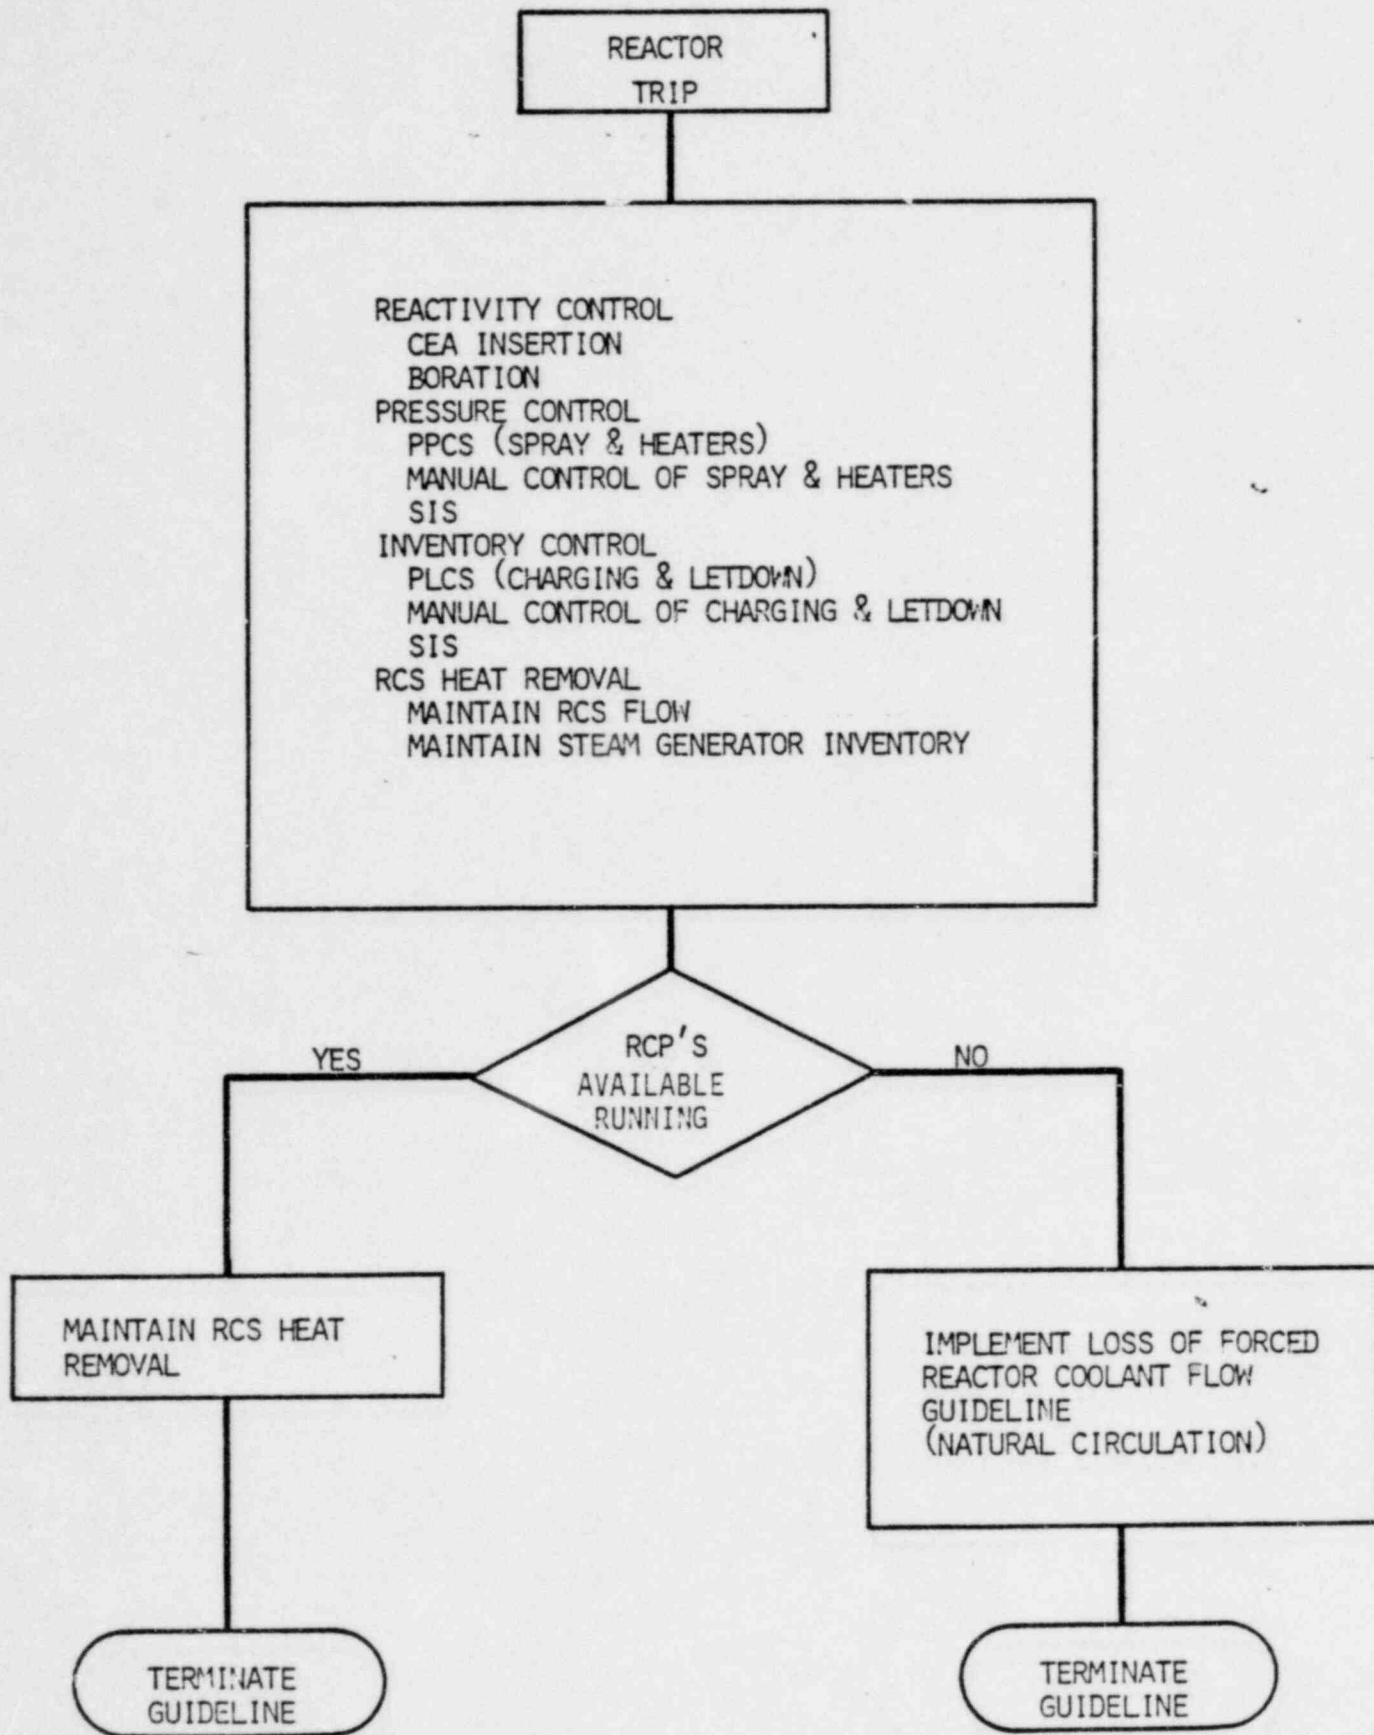 REACTOR
TRIP
REACTIVITY CONTROL
CEA INSERTION
BORATION
PRESSURE CONTROL
PPCS (SPRAY & HEATERS)
MANUAL CONTROL OF SPRAY & HEATERS
SIS
INVENTORY CONTROL
PLCS (CHARGING & LETDOWN)
MANUAL CONTROL OF CHARGING & LETDOWN
SIS
RCS HEAT REMOVAL
MAINTAIN RCS FLOW
MAINTAIN STEAM GENERATOR INVENTORY
YES
RCP'S
AVAILABLE
RUNNING
NO
MAINTAIN RCS HEAT
REMOVAL
IMPLEMENT LOSS OF FORCED
REACTOR COOLANT FLOW
GUIDELINE
(NATURAL CIRCULATION)
TERMINATE
GUIDELINE
TERMINATE
GUIDELINE